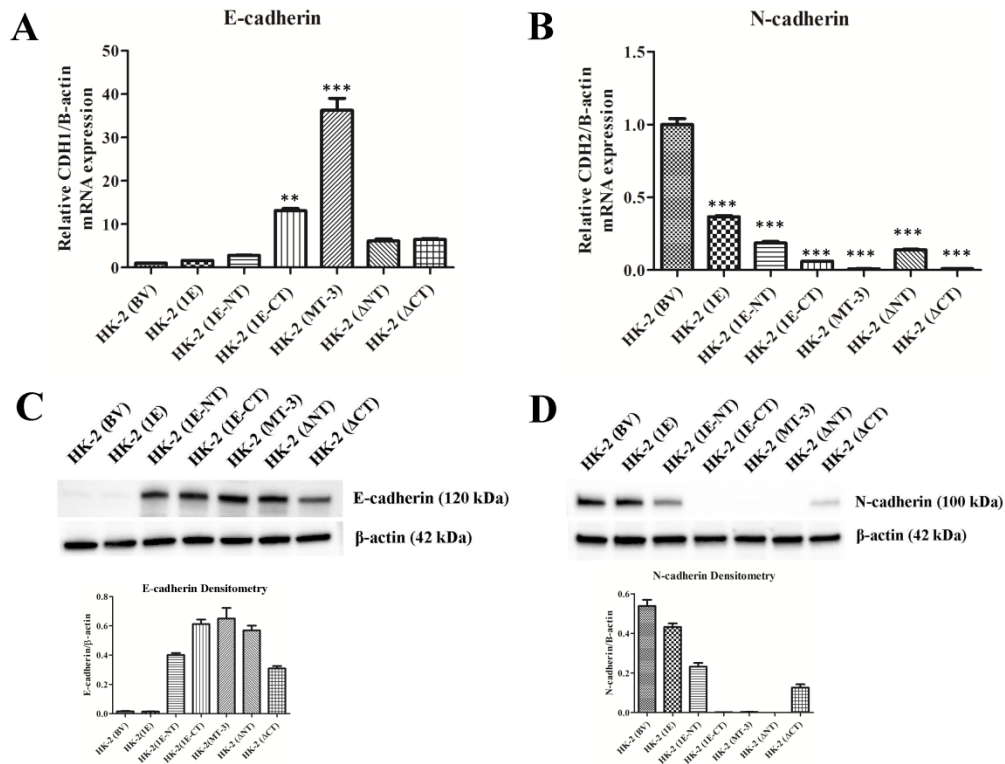 A
E-cadherin
Relative CDH1/B-actin
mRNA expression
50
40
30
20
10
0
**
***
HK-2 (BV)
HK-2 (1E)
HK-2 (1E-NT)
HK-2 (1E-CT)
HK-2 (MT-3)
HK-2 (ΔNT)
HK-2 (ΔCT)
B
N-cadherin
Relative CDH2/B-actin
mRNA expression
1.5
1.0
0.5
0.0
***
***
***
***
***
***
HK-2 (BV)
HK-2 (1E)
HK-2 (1E-NT)
HK-2 (1E-CT)
HK-2 (MT-3)
HK-2 (ΔNT)
HK-2 (ΔCT)
C
HK-2 (BV)
HK-2 (1E)
HK-2 (1E-NT)
HK-2 (1E-CT)
HK-2 (MT-3)
HK-2 (ΔNT)
HK-2 (ΔCT)
E-cadherin (120 kDa)
β-actin (42 kDa)
E-cadherin Densitometry
E-cadherin/β-actin
0.8
0.6
0.4
0.2
0.0
HK-2 (BV)
HK-2(1E)
HK-2(1E-NT)
HK-2(1E-CT)
HK-2(MT-3)
HK-2 (ΔNT)
HK-2 (ΔCT)
D
HK-2 (BV)
HK-2 (1E)
HK-2 (1E-NT)
HK-2 (1E-CT)
HK-2 (MT-3)
HK-2 (ΔNT)
HK-2 (ΔCT)
N-cadherin (100 kDa)
β-actin (42 kDa)
N-cadherin Densitometry
N-cadherin/B-actin
0.6
0.4
0.2
0.0
HK-2 (BV)
HK-2 (1E)
HK-2 (1E-NT)
HK-2 (1E-CT)
HK-2 (MT-3)
HK-2 (ΔNT)
HK-2 (ΔCT)